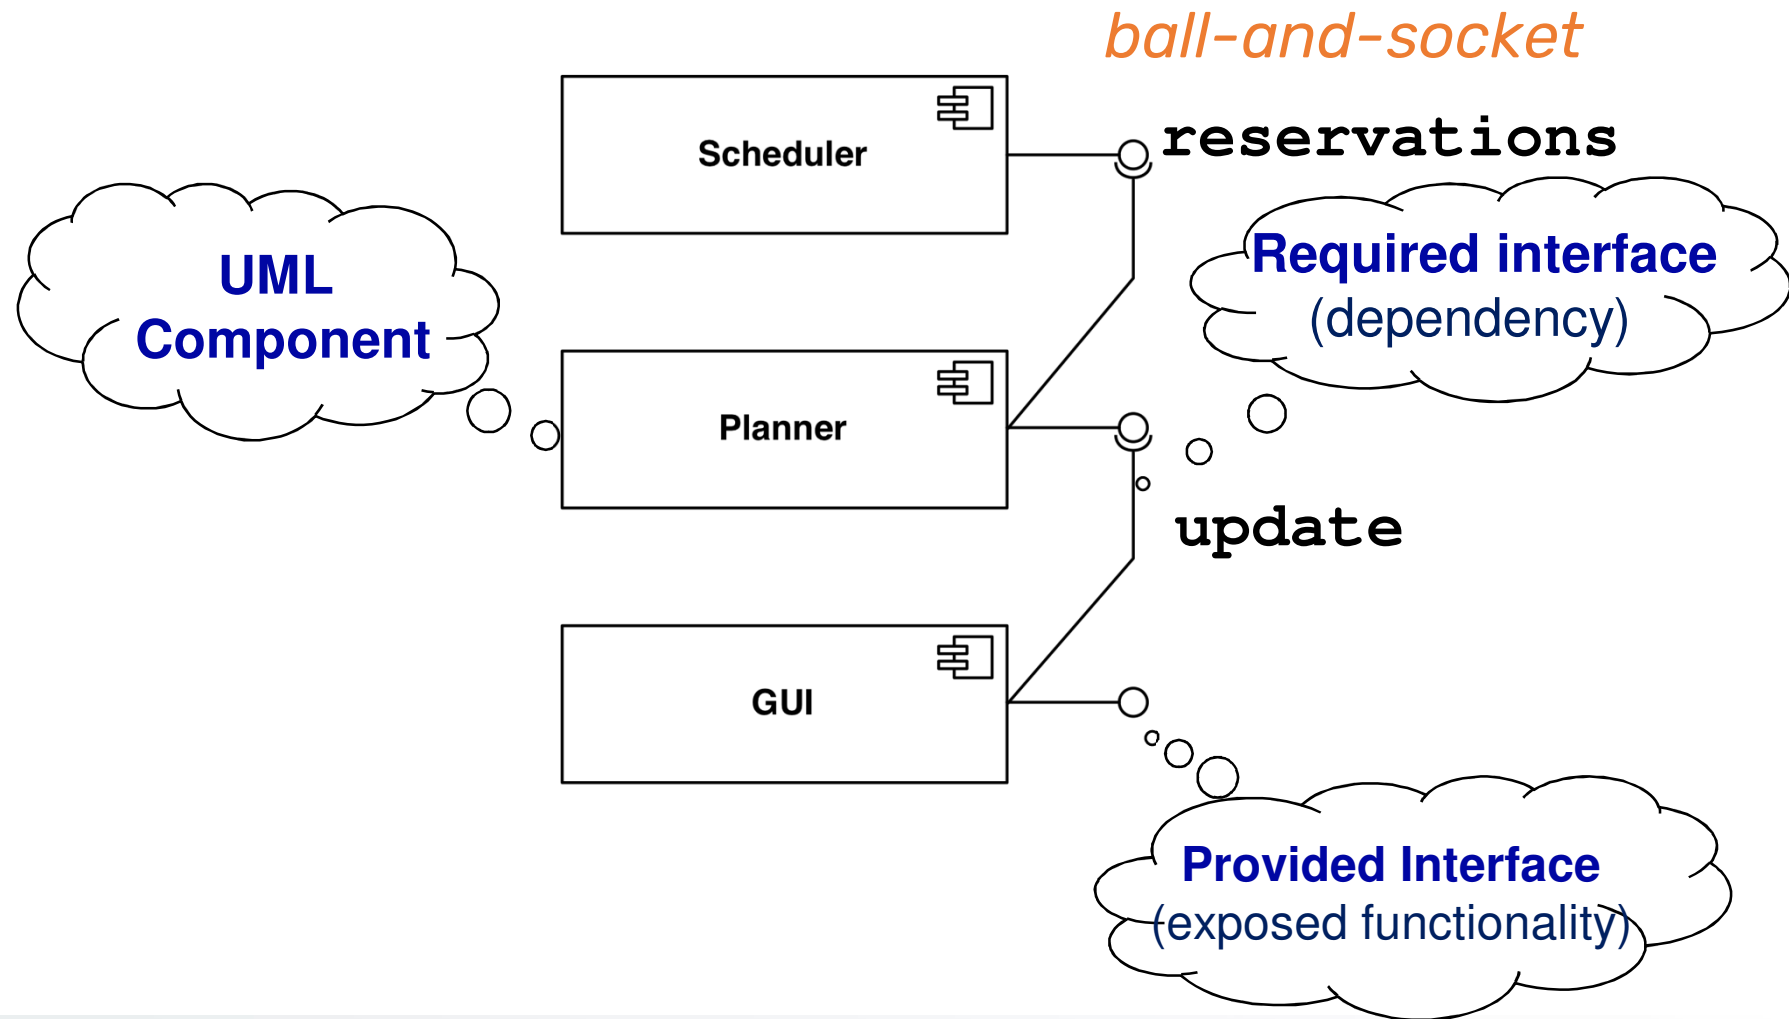 ball-and-socket
reservations
Scheduler
UML
Component
Required interface
(dependency)
Planner
update
GUI
Provided Interface
(exposed functionality)